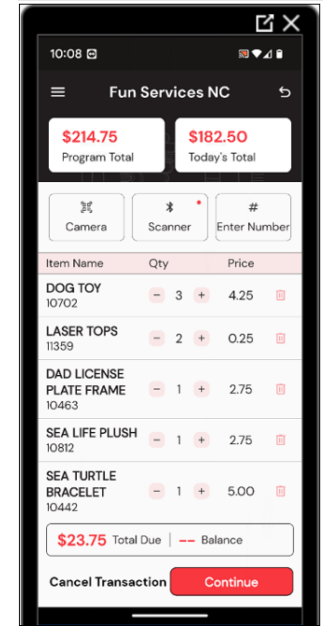 10:08
Fun Services NC
$214.75
Program Total
$182.50
Today's Total
Camera
Scanner
#
Enter Number
Item Name Qty Price
DOG TOY
10702
- 3 + 4.25
LASER TOPS
11359
- 2 + 0.25
DAD LICENSE
PLATE FRAME
10463
- 1 + 2.75
SEA LIFE PLUSH
10812
- 1 + 2.75
SEA TURTLE
BRACELET
10442
- 1 + 5.00
$23.75 Total Due | -- Balance
Cancel Transaction Continue